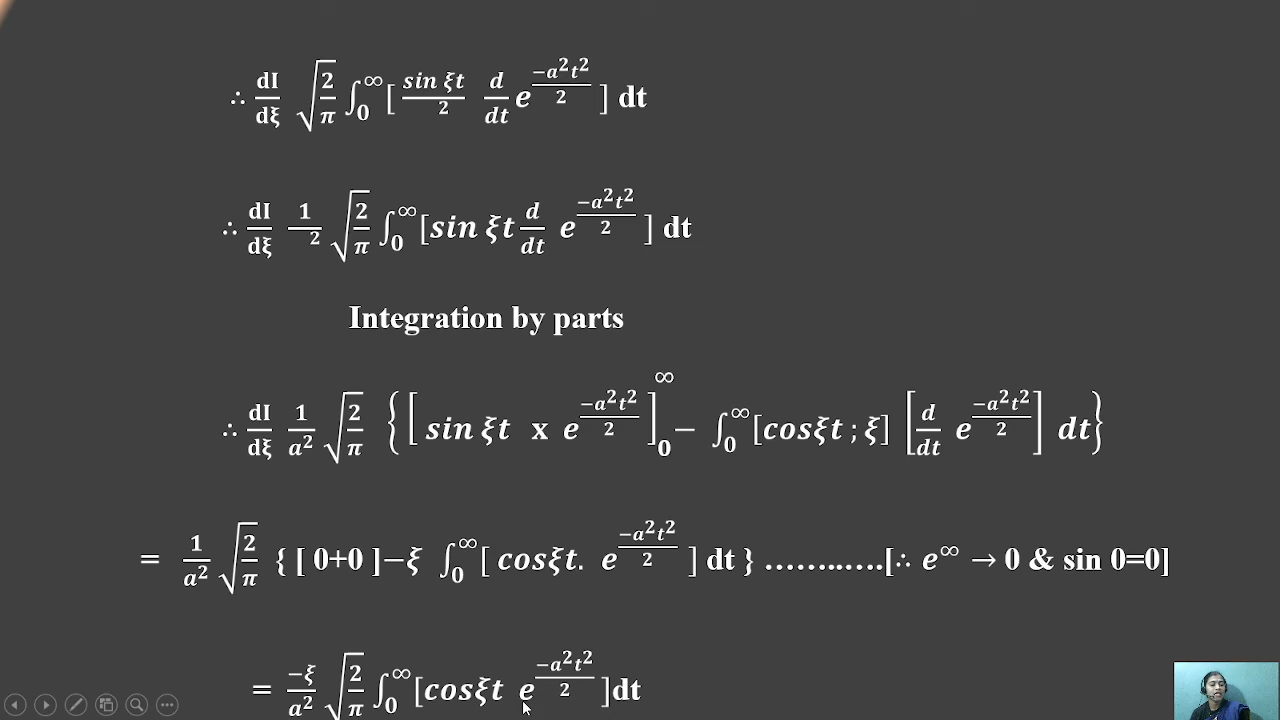 ∴ dI/dξ √(2/π) ∫₀^∞ [ sin ξt/2 d/dt e^(−a²t²/2) ] dt
∴ dI/dξ 1/2 √(2/π) ∫₀^∞ [sin ξt d/dt e^(−a²t²/2) ] dt
Integration by parts
∴ dI/dξ 1/a² √(2/π) {[ sin ξt x e^(−a²t²/2) ]₀^∞ − ∫₀^∞ [cosξt ; ξ] [d/dt e^(−a²t²/2)] dt}
= 1/a² √(2/π) { [ 0+0 ]−ξ ∫₀^∞ [ cosξt. e^(−a²t²/2) ] dt } ……..….[∴ e^∞ → 0 & sin 0=0]
= −ξ/a² √(2/π) ∫₀^∞ [cosξt e^(−a²t²/2) ]dt